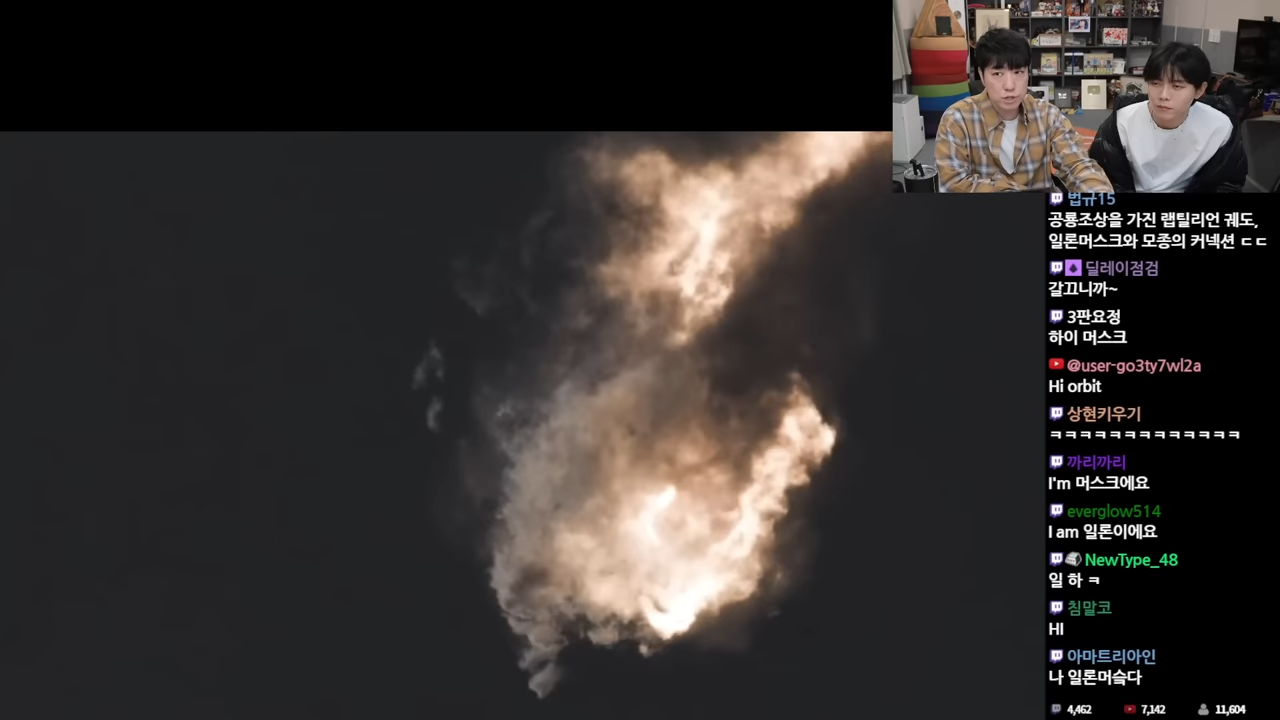 법규15
공룡조상을 가진 랩틸리언 궤도,
일론머스크와 모종의 커넥션 ㄷㄷ
딜레이점검
갈끄니까~
3판요정
하이 머스크
@user-go3ty7wl2a
Hi orbit
상현키우기
ㅋㅋㅋㅋㅋㅋㅋㅋㅋㅋㅋㅋㅋ
까리까리
I'm 머스크에요
everglow514
I am 일론이에요
NewType_48
일 하 ㅋ
침말코
HI
아마트리아인
나 일론머슼다
4,462 7,142 11,604